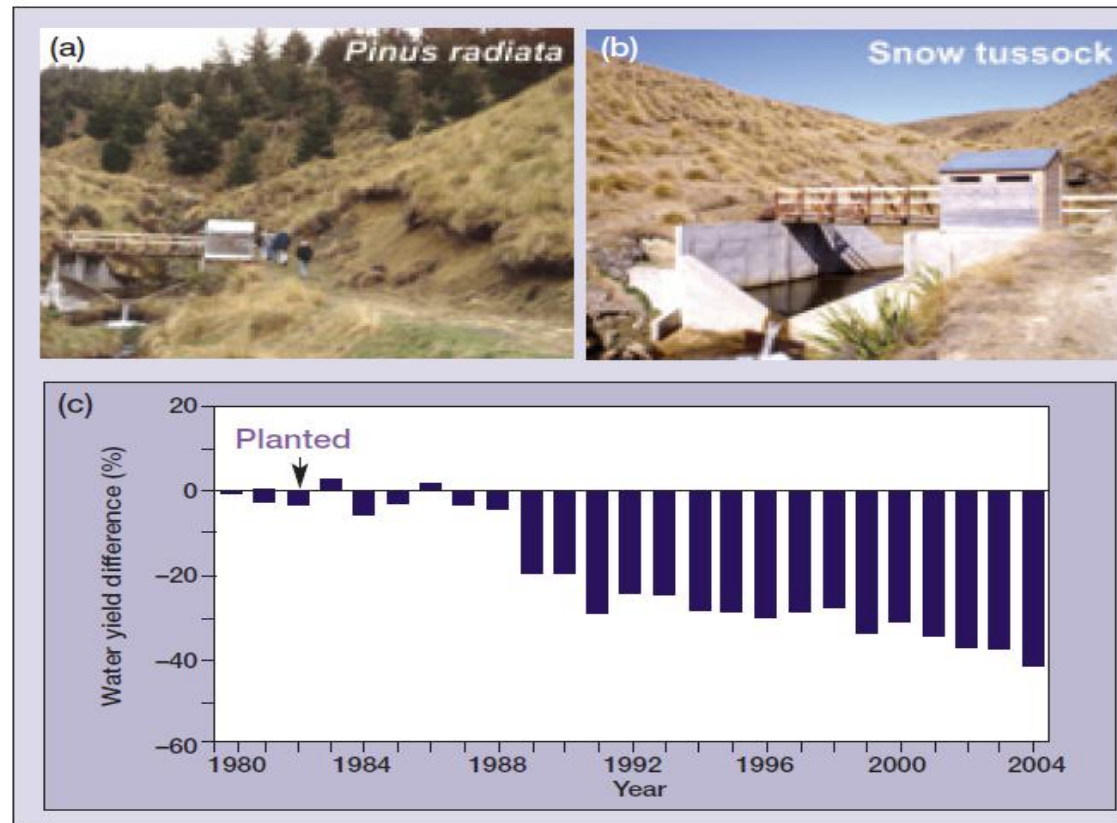 (a)
Pinus radiata
(b)
Snow tussock
(c)
Planted
Water yield difference (%)
20
0
–20
–40
–60
1980 1984 1988 1992 1996 2000 2004
Year